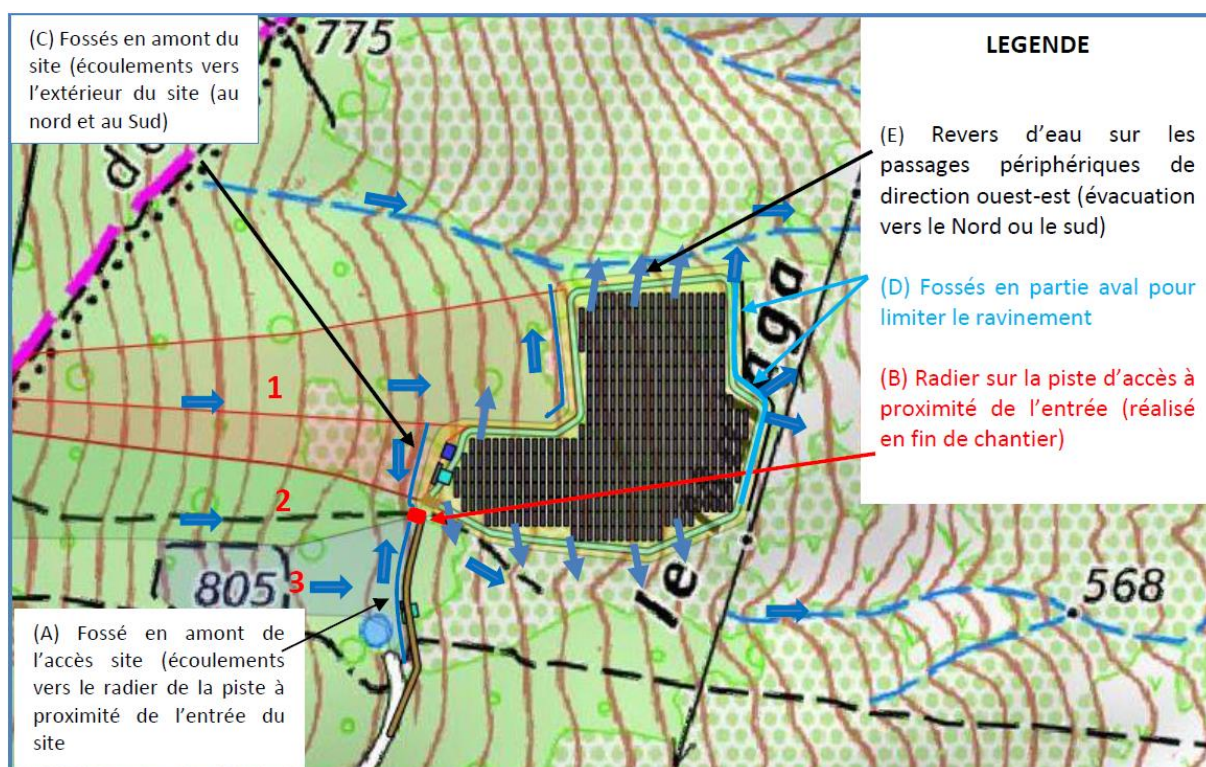 (C) Fossés en amont du
site (écoulements vers
l'extérieur du site (au
nord et au Sud)
775
do
LEGENDE
(E) Revers d'eau sur les
passages périphériques de
direction ouest-est (évacuation
vers le Nord ou le sud)
(D) Fossés en partie aval pour
limiter le ravinement
(B) Radier sur la piste d'accès à
proximité de l'entrée (réalisé
en fin de chantier)
1
2
3
805
568
le
nga
(A) Fossé en amont de
l'accès site (écoulements
vers le radier de la piste à
proximité de l'entrée du
site